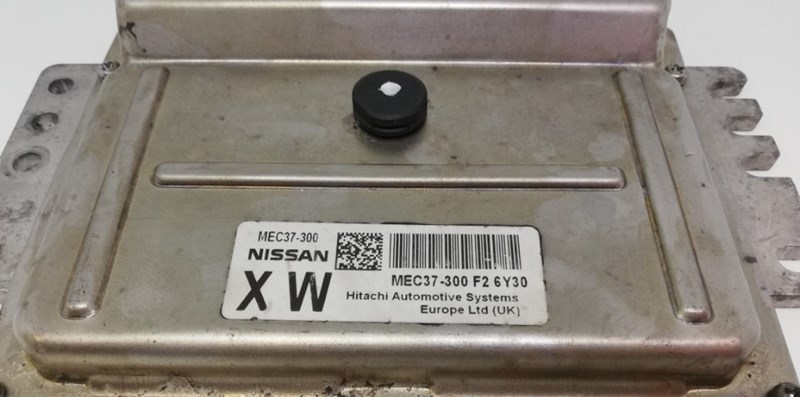 MEC37-300
NISSAN
X W
MEC37-300 F2 6Y30
Hitachi Automotive Systems
Europe Ltd (UK)